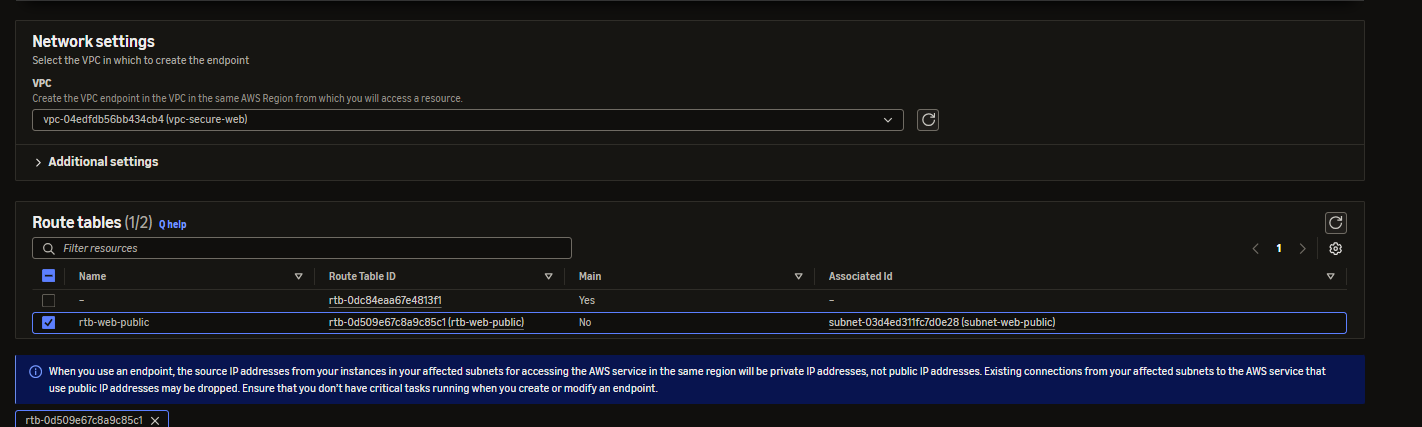 Network settings
Select the VPC in which to create the endpoint
VPC
Create the VPC endpoint in the VPC in the same AWS Region from which you will access a resource.
vpc-04edfdb56bb434cb4 (vpc-secure-web)
Additional settings
Route tables (1/2) Q help
Filter resources
1
Name Route Table ID Main Associated Id
– rtb-0dc84eaa67e4813f1 Yes –
rtb-web-public rtb-0d509e67c8a9c85c1 (rtb-web-public) No subnet-03d4ed311fc7d0e28 (subnet-web-public)
When you use an endpoint, the source IP addresses from your instances in your affected subnets for accessing the AWS service in the same region will be private IP addresses, not public IP addresses. Existing connections from your affected subnets to the AWS service that
use public IP addresses may be dropped. Ensure that you don't have critical tasks running when you create or modify an endpoint.
rtb-0d509e67c8a9c85c1